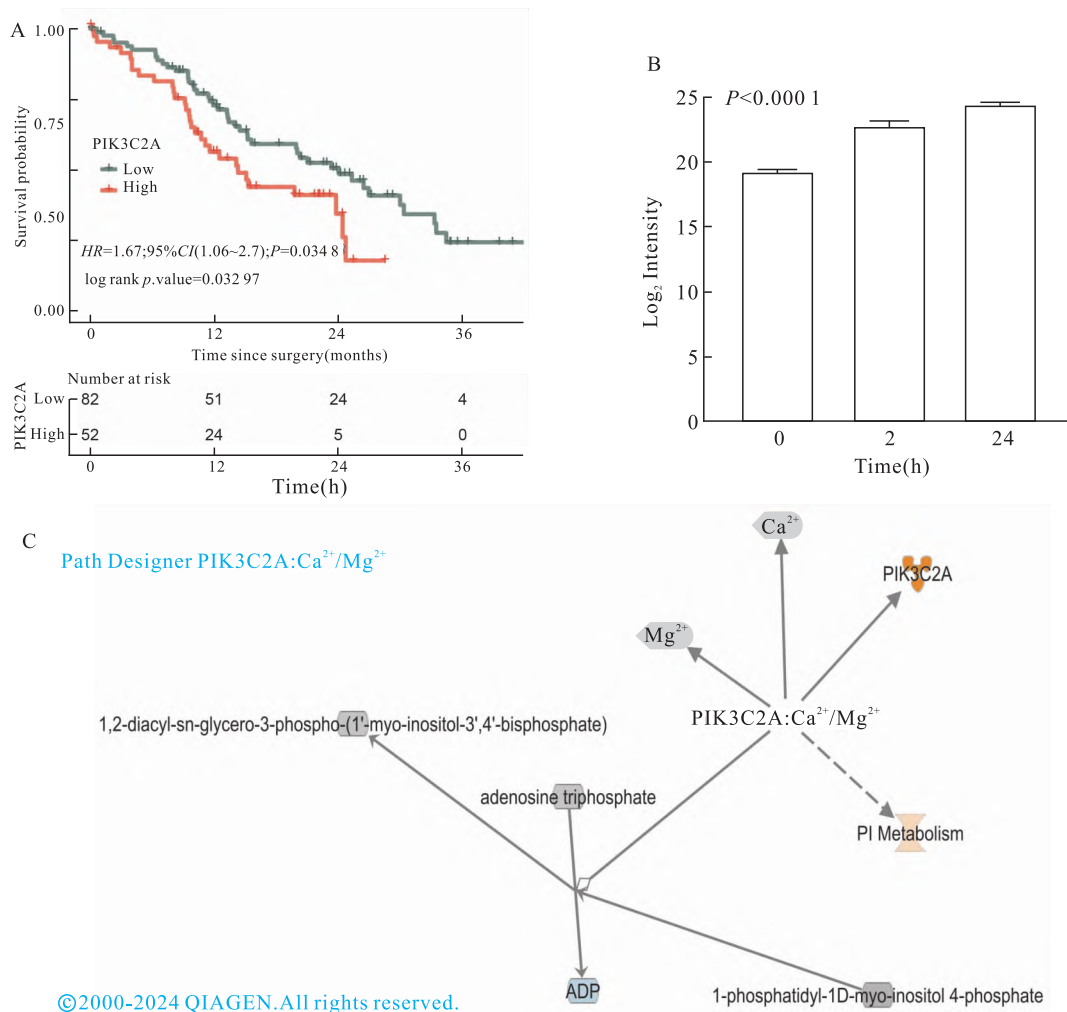 A
1.00
0.75
0.50
0.00
Survival probability
PIK3C2A
Low
High
HR=1.67;95%CI(1.06~2.7);P=0.034 8
log rank p.value=0.032 97
0 12 24 36
Time since surgery(months)
Number at risk
PIK3C2A
Low 82 51 24 4
High 52 24 5 0
0 12 24 36
Time(h)
B
P<0.000 1
25
20
15
10
5
0
Log2 Intensity
0 2 24
Time(h)
C
Path Designer PIK3C2A:Ca²⁺/Mg²⁺
Ca²⁺
PIK3C2A
Mg²⁺
PIK3C2A:Ca²⁺/Mg²⁺
1,2-diacyl-sn-glycero-3-phospho-(1'-myo-inositol-3',4'-bisphosphate)
adenosine triphosphate
PI Metabolism
ADP
1-phosphatidyl-1D-myo-inositol 4-phosphate
©2000-2024 QIAGEN.All rights reserved.